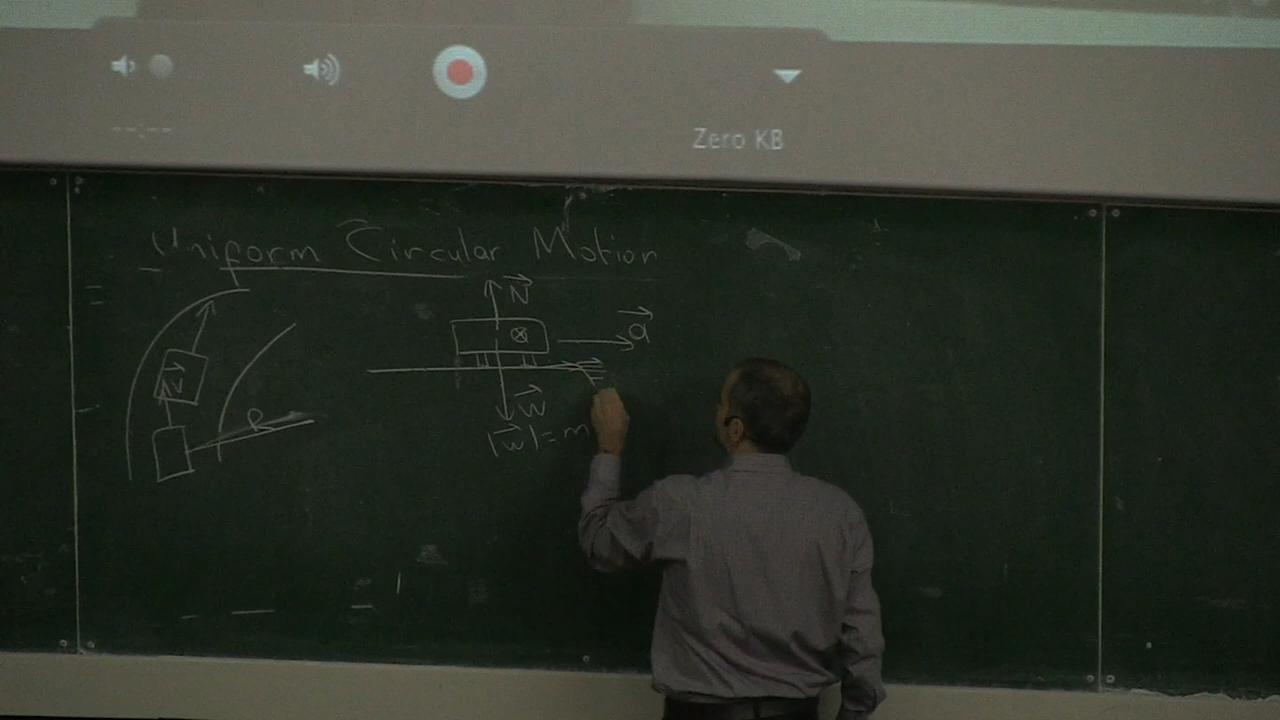 Zero KB
Uniform Circular Motion
N
a
V
R
W
|W| = m